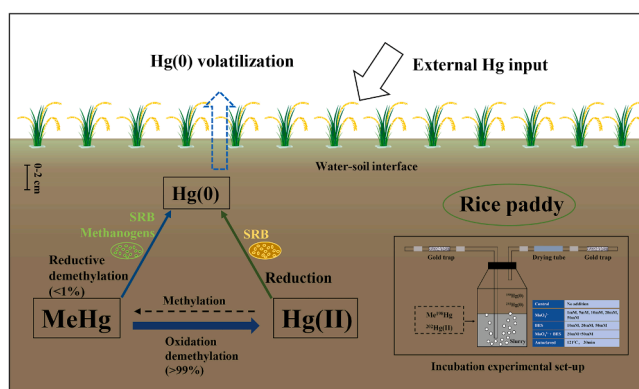 Hg(0) volatilization
External Hg input
Water-soil interface
0-2 cm
Hg(0)
SRB
Methanogens
SRB
Rice paddy
Reductive
demethylation
(<1%)
Reduction
MeHg
Methylation
Hg(II)
Oxidation
demethylation
(>99%)
Gold trap
Drying tube
Gold trap
Me¹⁹⁸Hg
²⁰²Hg(II)
Slurry
Control No addition
BES
MoO₄²⁻ + BES
Autoclaved 121°C,
Incubation experimental set-up